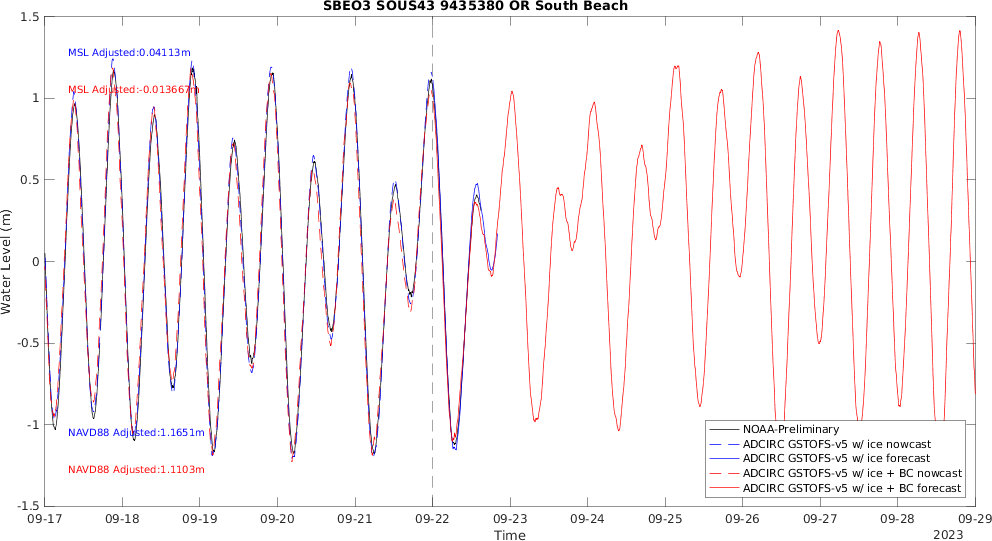 SBEO3 SOUS43 9435380 OR South Beach
1.5
MSL Adjusted:0.04113m
MSL Adjusted:-0.013667m
1
0.5
0
-0.5
-1
-1.5
Water Level (m)
NAVD88 Adjusted:1.1651m
NAVD88 Adjusted:1.1103m
NOAA-Preliminary
ADCIRC GSTOFS-v5 w/ ice nowcast
ADCIRC GSTOFS-v5 w/ ice forecast
ADCIRC GSTOFS-v5 w/ ice + BC nowcast
ADCIRC GSTOFS-v5 w/ ice + BC forecast
09-17 09-18 09-19 09-20 09-21 09-22 09-23 09-24 09-25 09-26 09-27 09-28 09-29
Time
2023